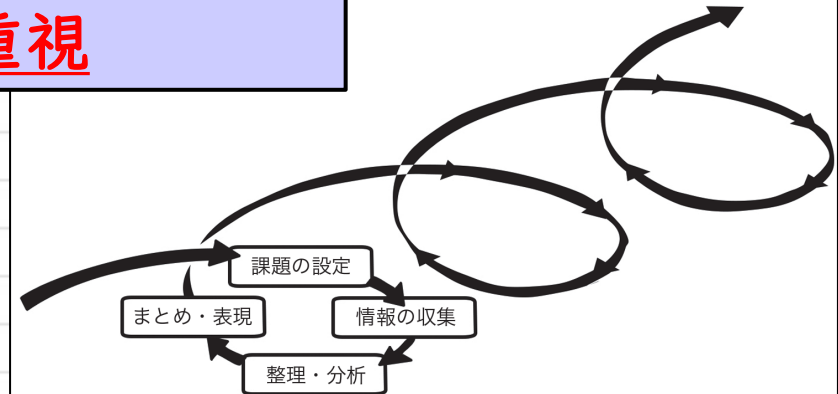 重視
課題の設定
まとめ・表現
情報の収集
整理・分析